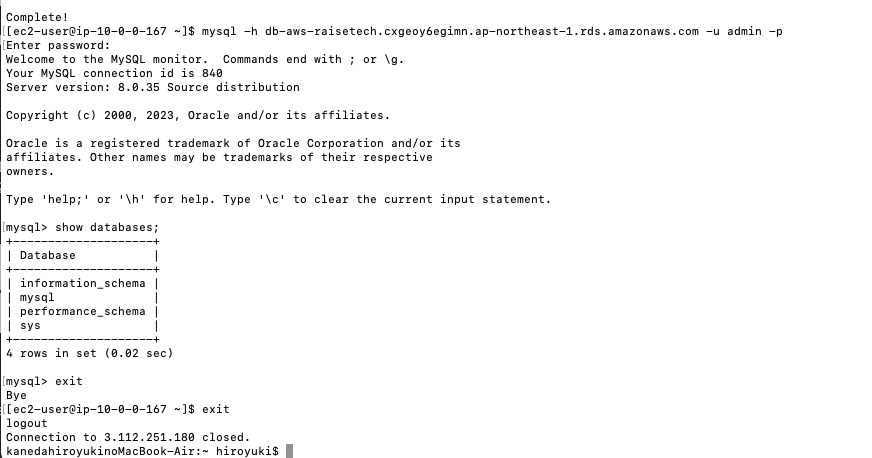 Complete!
[[ec2-user@ip-10-0-0-167 ~]$ mysql -h db-aws-raisetech.cxgeoy6egimn.ap-northeast-1.rds.amazonaws.com -u admin -p
Enter password:
Welcome to the MySQL monitor.  Commands end with ; or \g.
Your MySQL connection id is 840
Server version: 8.0.35 Source distribution

Copyright (c) 2000, 2023, Oracle and/or its affiliates.

Oracle is a registered trademark of Oracle Corporation and/or its
affiliates. Other names may be trademarks of their respective
owners.

Type 'help;' or '\h' for help. Type '\c' to clear the current input statement.

[mysql> show databases;
+--------------------+
| Database           |
+--------------------+
| information_schema |
| mysql              |
| performance_schema |
| sys                |
+--------------------+
4 rows in set (0.02 sec)

[mysql> exit
Bye
[[ec2-user@ip-10-0-0-167 ~]$ exit
logout
Connection to 3.112.251.180 closed.
kanedahiroyukinoMacBook-Air:~ hiroyuki$